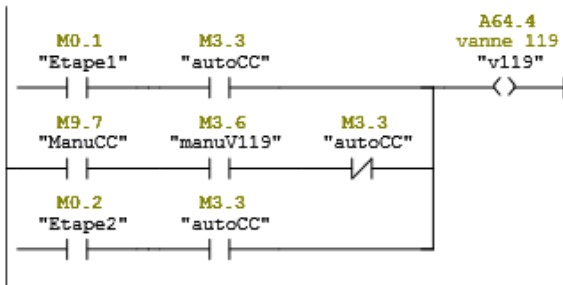 A64.4
M0.1 M3.3 vanne 119
"Etape1" "autoCC" "v119"
M9.7 M3.6 M3.3
"ManuCC" "manuV119" "autoCC"
M0.2 M3.3
"Etape2" "autoCC"